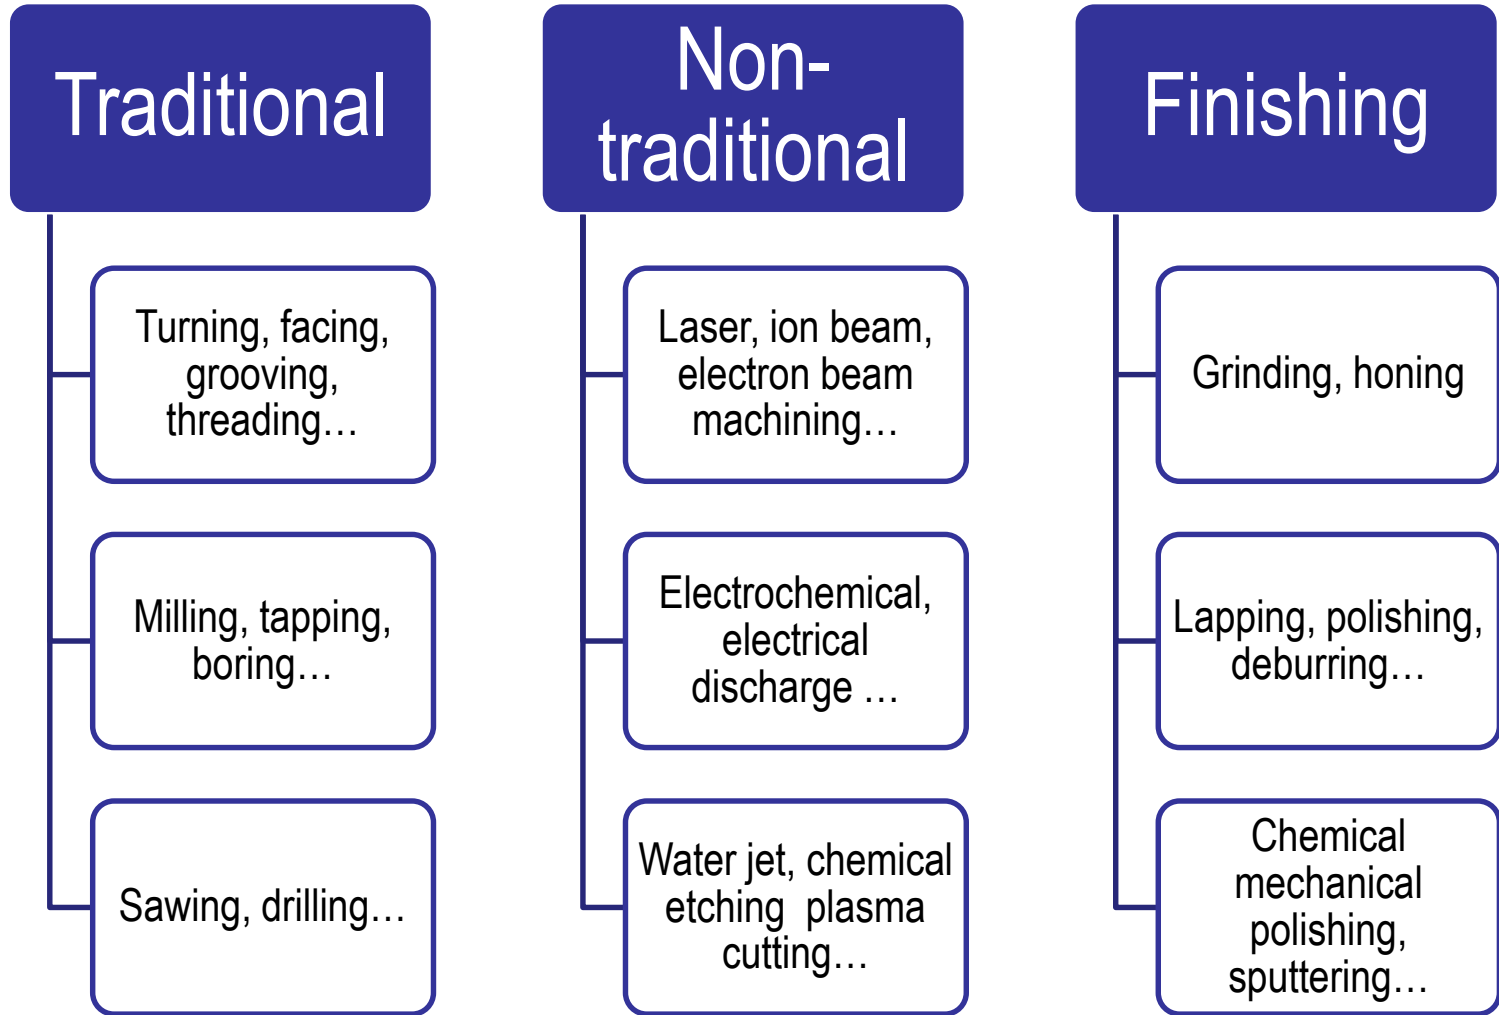 Traditional
Turning, facing,
grooving,
threading…
Milling, tapping,
boring…
Sawing, drilling…
Non-
traditional
Laser, ion beam,
electron beam
machining…
Electrochemical,
electrical
discharge …
Water jet, chemical
etching  plasma
cutting…
Finishing
Grinding, honing
Lapping, polishing,
deburring…
Chemical
mechanical
polishing,
sputtering…